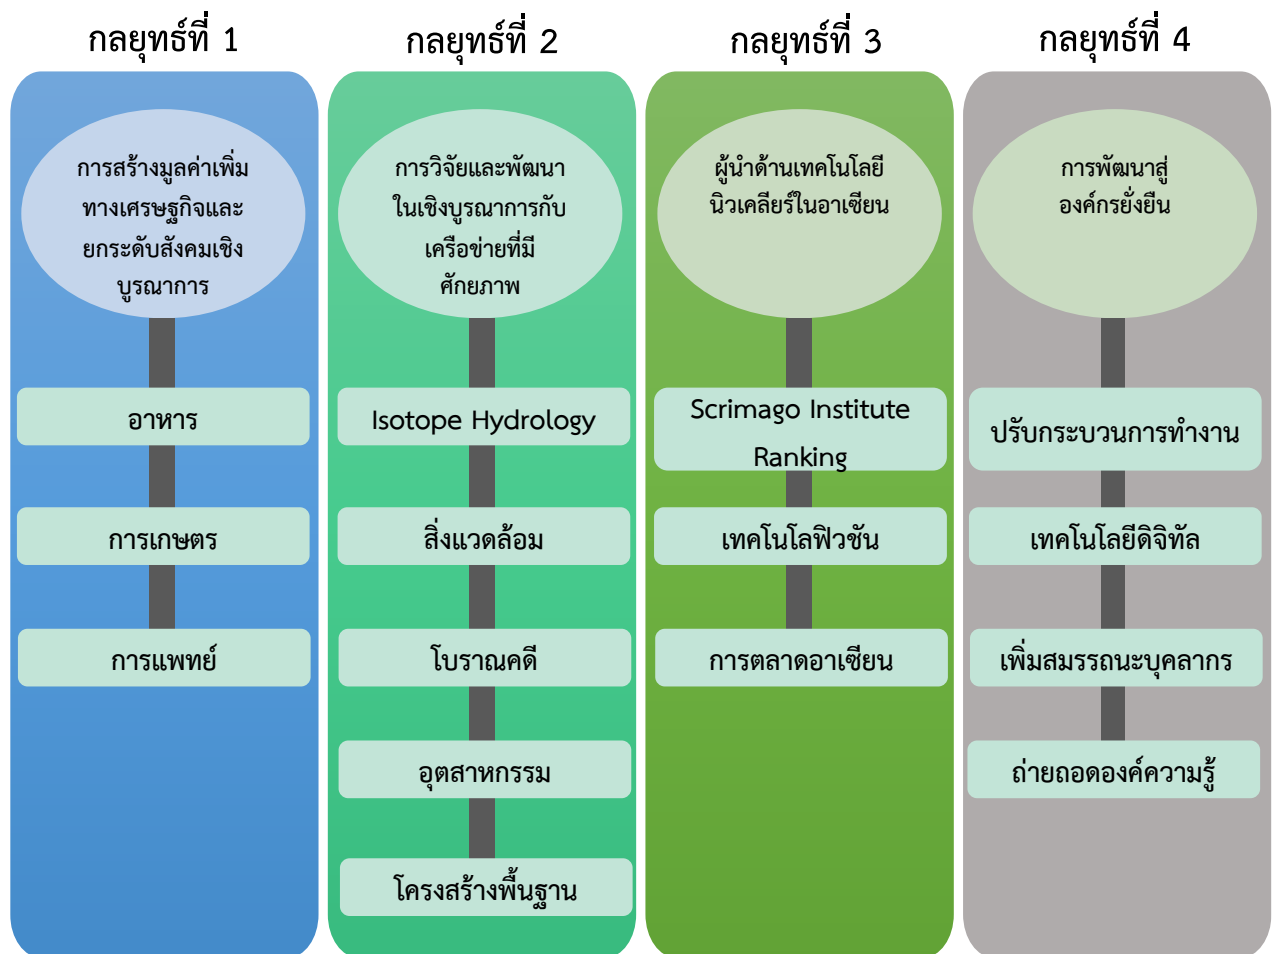 กลยุทธ์ที่ 1
การสร้างมูลค่าเพิ่ม
ทางเศรษฐกิจและ
ยกระดับสังคมเชิง
บูรณาการ
อาหาร
การเกษตร
การแพทย์
กลยุทธ์ที่ 2
การวิจัยและพัฒนา
ในเชิงบูรณาการกับ
เครือข่ายที่มี
ศักยภาพ
Isotope Hydrology
สิ่งแวดล้อม
โบราณคดี
อุตสาหกรรม
โครงสร้างพื้นฐาน
กลยุทธ์ที่ 3
ผู้นำด้านเทคโนโลยี
นิวเคลียร์ในอาเซียน
Scrimago Institute
Ranking
เทคโนโลฟิวชัน
การตลาดอาเซียน
กลยุทธ์ที่ 4
การพัฒนาสู่
องค์กรยั่งยืน
ปรับกระบวนการทำงาน
เทคโนโลยีดิจิทัล
เพิ่มสมรรถนะบุคลากร
ถ่ายถอดองค์ความรู้